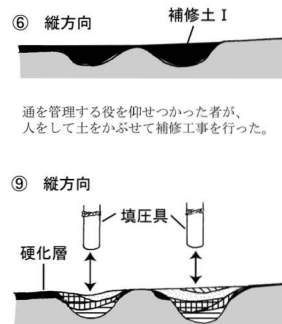 ⑥ 縦方向
補修土 I
通を管理する役を仰せつかった者が、
人をして土をかぶせて補修工事を行った。
⑨ 縦方向
填圧具
硬化層